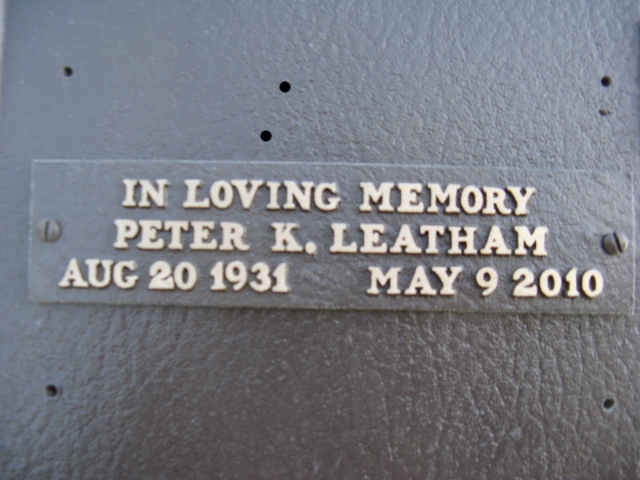 IN LOVING MEMORY
PETER K. LEATHAM
AUG 20 1931 MAY 9 2010